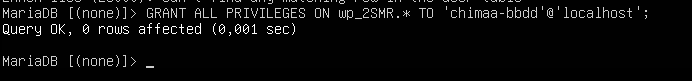 MariaDB [(none)]> GRANT ALL PRIVILEGES ON wp_2SMR.* TO 'chimaa-bbdd'@'localhost';
Query OK, 0 rows affected (0,001 sec)
MariaDB [(none)]> _